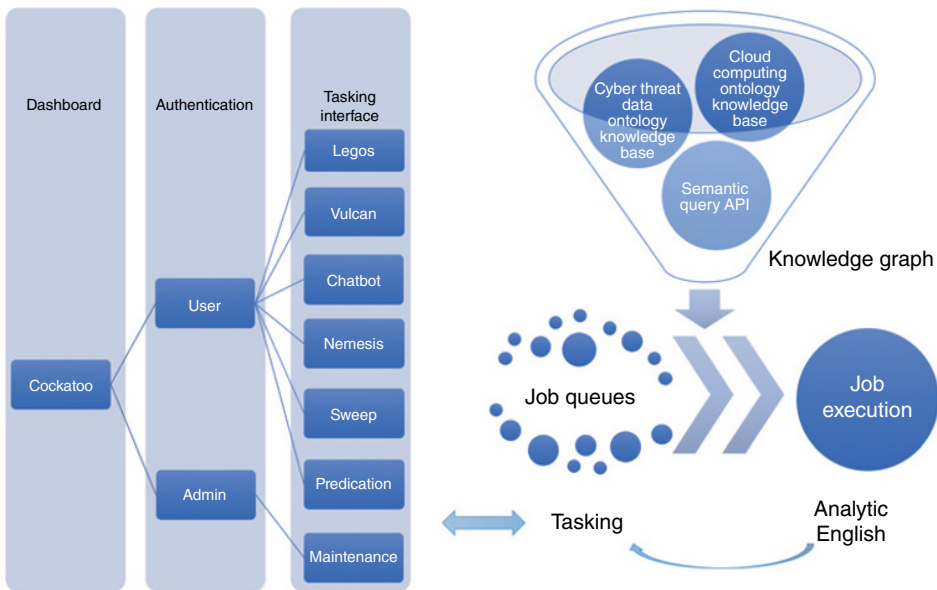 Dashboard
Authentication
Tasking
interface
Legos
Vulcan
Chatbot
User
Nemesis
Cockatoo
Sweep
Predication
Admin
Maintenance
Cyber threat
data
ontology
knowledge
base
Cloud
computing
ontology
knowledge
base
Semantic
query API
Knowledge graph
Job queues
Job
execution
Tasking
Analytic
English